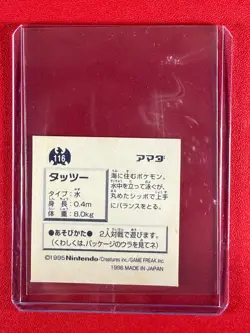 116
アマダ
タッツー
タイプ：水
身 長：0.4m
体 重：8.0kg
海に住むポケモン。
水中を立って泳ぐが、
丸めたシッポで上手
にバランスをとる。
●あそびかた● 2人対戦で遊びます。
(くわしくは、パッケージのウラを見てネ)
©1995 Nintendo/Creatures inc./GAME FREAK inc.
1996 MADE IN JAPAN